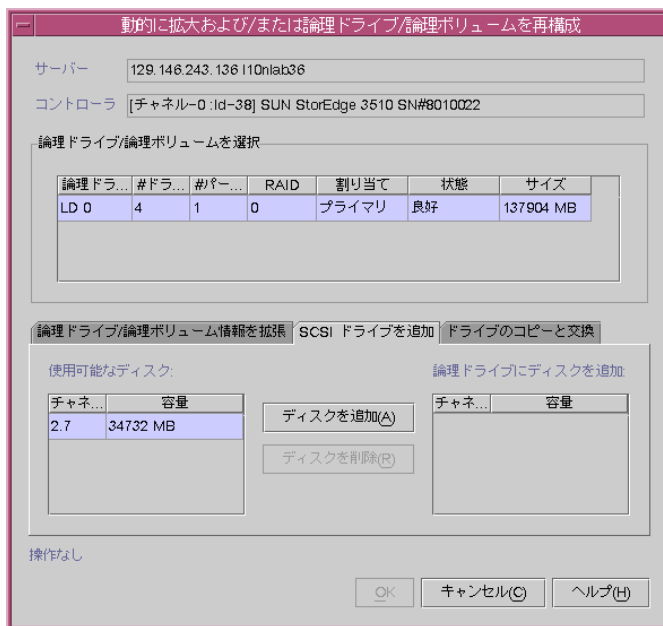 動的に拡大および/または論理ドライブ/論理ボリュームを再構成
サーバー 129.146.243.136 l10nlab36
コントローラ [チャネル-0 :Id-38] SUN StorEdge 3510 SN#8010022
論理ドライブ/論理ボリュームを選択
論理ドラ... #ドラ... #パー... RAID 割り当て 状態 サイズ
LD 0 4 1 0 プライマリ 良好 137904 MB
論理ドライブ/論理ボリューム情報を拡張 SCSI ドライブを追加 ドライブのコピーと交換
使用可能なディスク: 論理ドライブにディスクを追加:
チャネ... 容量 ディスクを追加(A) チャネ... 容量
2.7 34732 MB
ディスクを削除(R)
操作なし
OK キャンセル(C) ヘルプ(H)